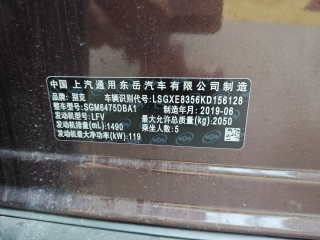 中国 上汽通用东岳汽车有限公司制造
品牌：别克 车辆识别代号：LSGXE8356KD156128
整车型号：SGM6475DBA1 制造年月：2019-06
发动机型号：LFV 最大允许总质量(kg)：2050
发动机排量(mL)：1490 乘坐人数：5
发动机最大净功率(kW)：119